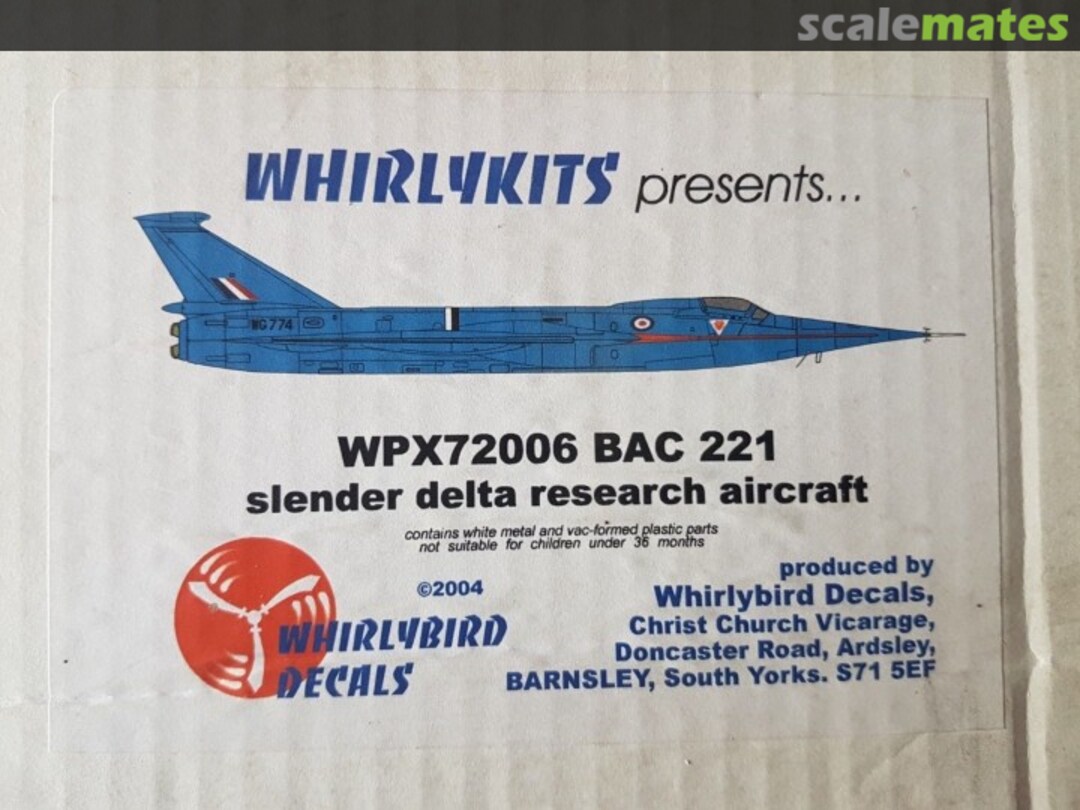 scalemates
WHIRLYKITS presents...
WG774
WPX72006 BAC 221
slender delta research aircraft
contains white metal and vac-formed plastic parts
not suitable for children under 36 months
©2004
WHIRLYBIRD
DECALS
produced by
Whirlybird Decals,
Christ Church Vicarage,
Doncaster Road, Ardsley,
BARNSLEY, South Yorks. S71 5EF